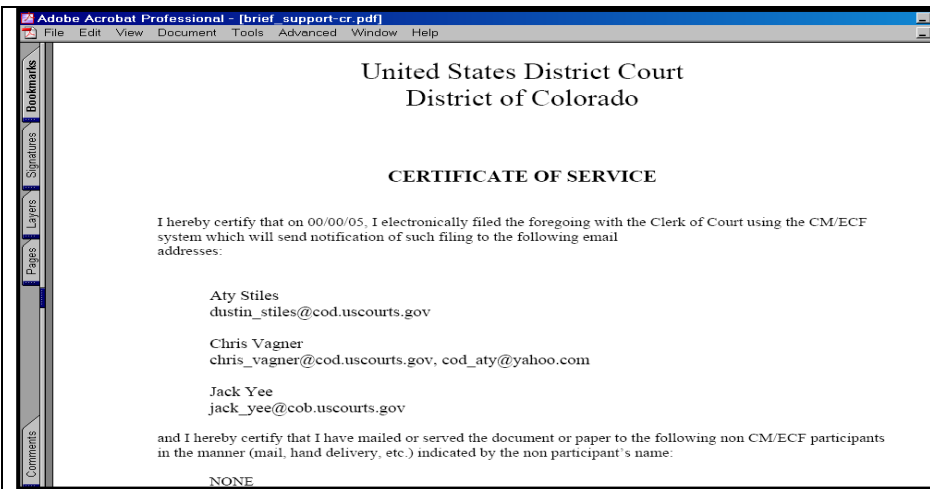 Adobe Acrobat Professional - [brief_support-cr.pdf]
File Edit View Document Tools Advanced Window Help
Bookmarks
Signatures
Layers
Pages
Comments
United States District Court
District of Colorado
CERTIFICATE OF SERVICE
I hereby certify that on 00/00/05, I electronically filed the foregoing with the Clerk of Court using the CM/ECF
system which will send notification of such filing to the following email
addresses:
Aty Stiles
dustin_stiles@cod.uscourts.gov
Chris Vagner
chris_vagner@cod.uscourts.gov, cod_aty@yahoo.com
Jack Yee
jack_yee@cob.uscourts.gov
and I hereby certify that I have mailed or served the document or paper to the following non CM/ECF participants
in the manner (mail, hand delivery, etc.) indicated by the non participant's name:
NONE